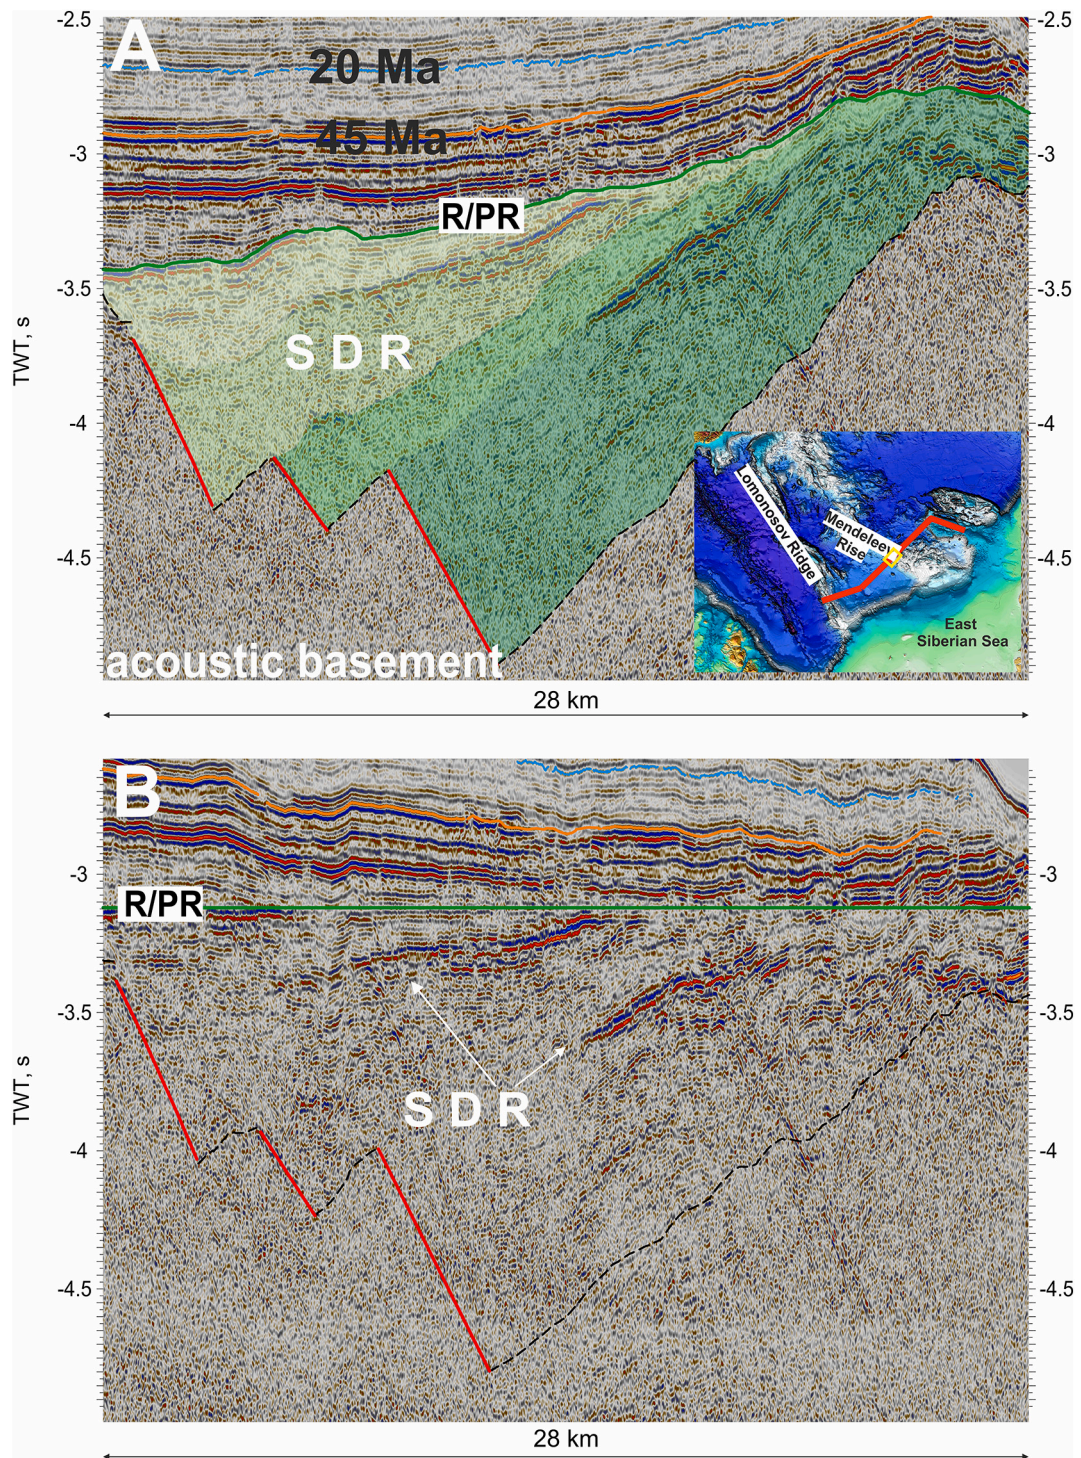 A
20 Ma
45 Ma
R/PR
S D R
acoustic basement
TWT, s
-2.5
-3
-3.5
-4
-4.5
-2.5
-3
-3.5
-4
-4.5
Lomonosov Ridge
Mendeleev
Rise
East
Siberian Sea
28 km
B
R/PR
S D R
TWT, s
-3
-3.5
-4
-4.5
-3
-3.5
-4
-4.5
28 km